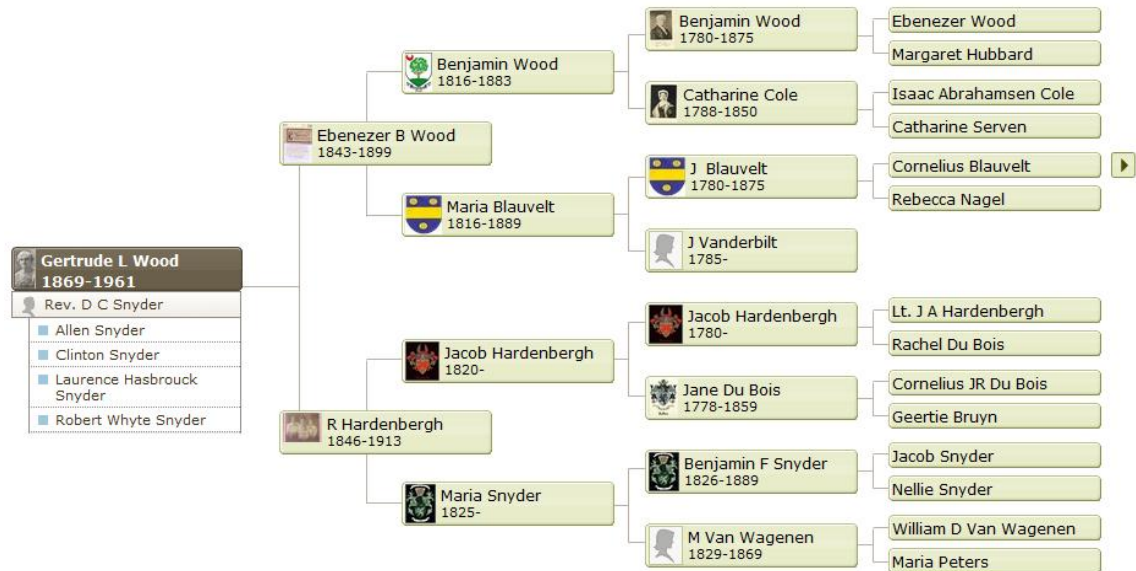 Gertrude L Wood
1869-1961
Rev. D C Snyder
Allen Snyder
Clinton Snyder
Laurence Hasbrouck
Snyder
Robert Whyte Snyder
Ebenezer B Wood
1843-1899
R Hardenbergh
1846-1913
Benjamin Wood
1816-1883
Maria Blauvelt
1816-1889
Jacob Hardenbergh
1820-
Maria Snyder
1825-
Benjamin Wood
1780-1875
Catharine Cole
1788-1850
J Blauvelt
1780-1875
J Vanderbilt
1785-
Jacob Hardenbergh
1780-
Jane Du Bois
1778-1859
Benjamin F Snyder
1826-1889
M Van Wagenen
1829-1869
Ebenezer Wood
Margaret Hubbard
Isaac Abrahamsen Cole
Catharine Serven
Cornelius Blauvelt
Rebecca Nagel
Lt. J A Hardenbergh
Rachel Du Bois
Cornelius JR Du Bois
Geertie Bruyn
Jacob Snyder
Nellie Snyder
William D Van Wagenen
Maria Peters